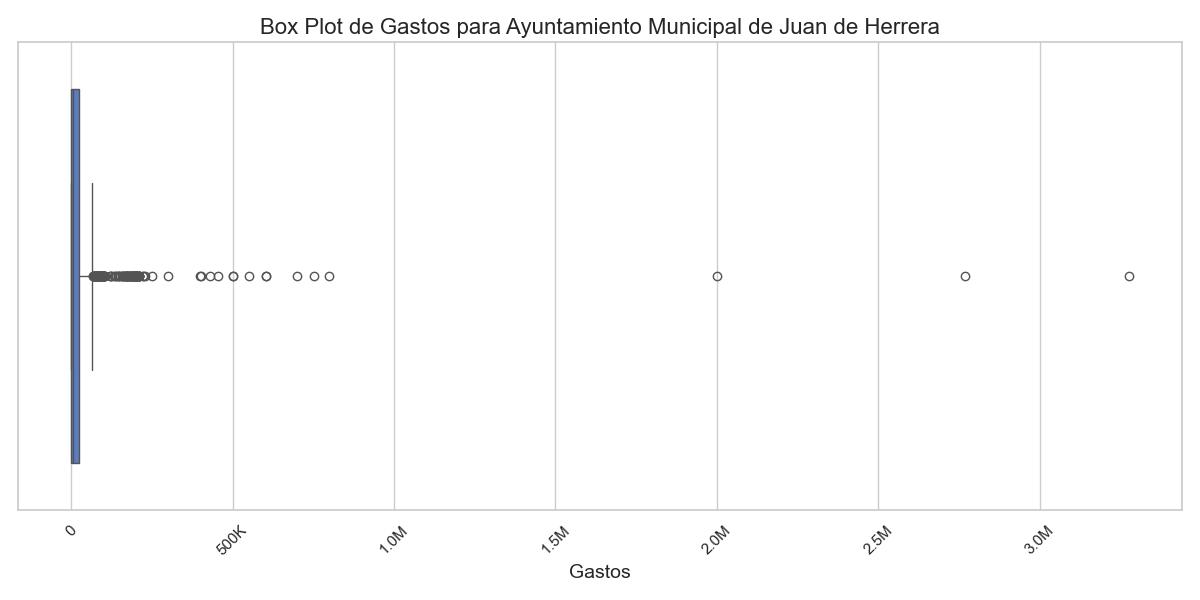 Box Plot de Gastos para Ayuntamiento Municipal de Juan de Herrera
0
500K
1.0M
1.5M
2.0M
2.5M
3.0M
Gastos